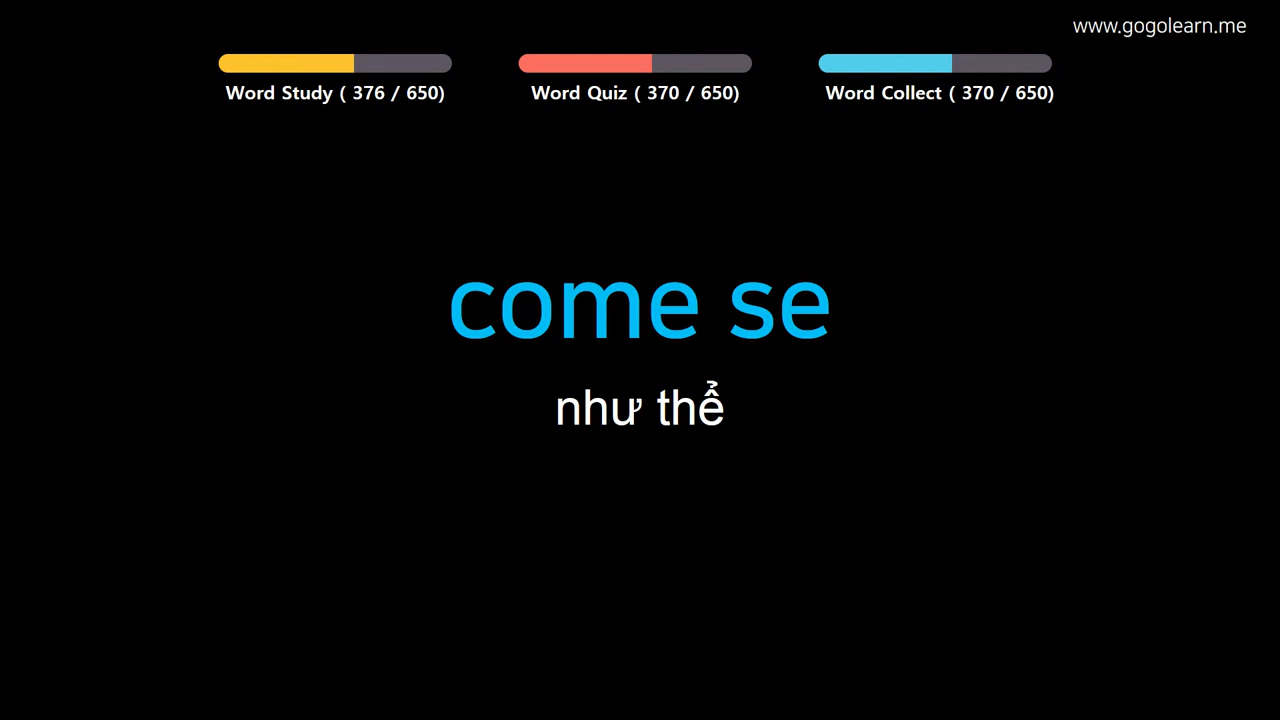 www.gogolearn.me
Word Study ( 376 / 650)
Word Quiz ( 370 / 650)
Word Collect ( 370 / 650)
come se
như thể